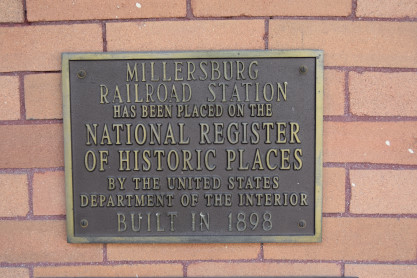 MILLERSBURG
RAILROAD STATION
HAS BEEN PLACED ON THE
NATIONAL REGISTER
OF HISTORIC PLACES
BY THE UNITED STATES
DEPARTMENT OF THE INTERIOR
BUILT IN 1898